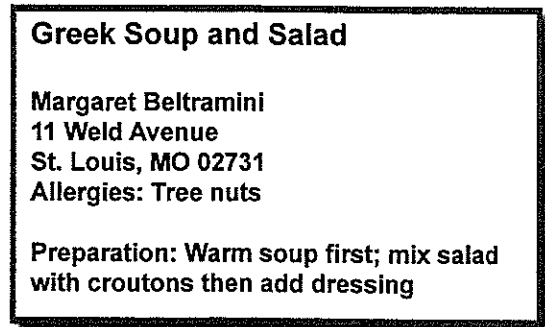 Greek Soup and Salad
Margaret Beltramini
11 Weld Avenue
St. Louis, MO 02731
Allergies: Tree nuts
Preparation: Warm soup first; mix salad
with croutons then add dressing